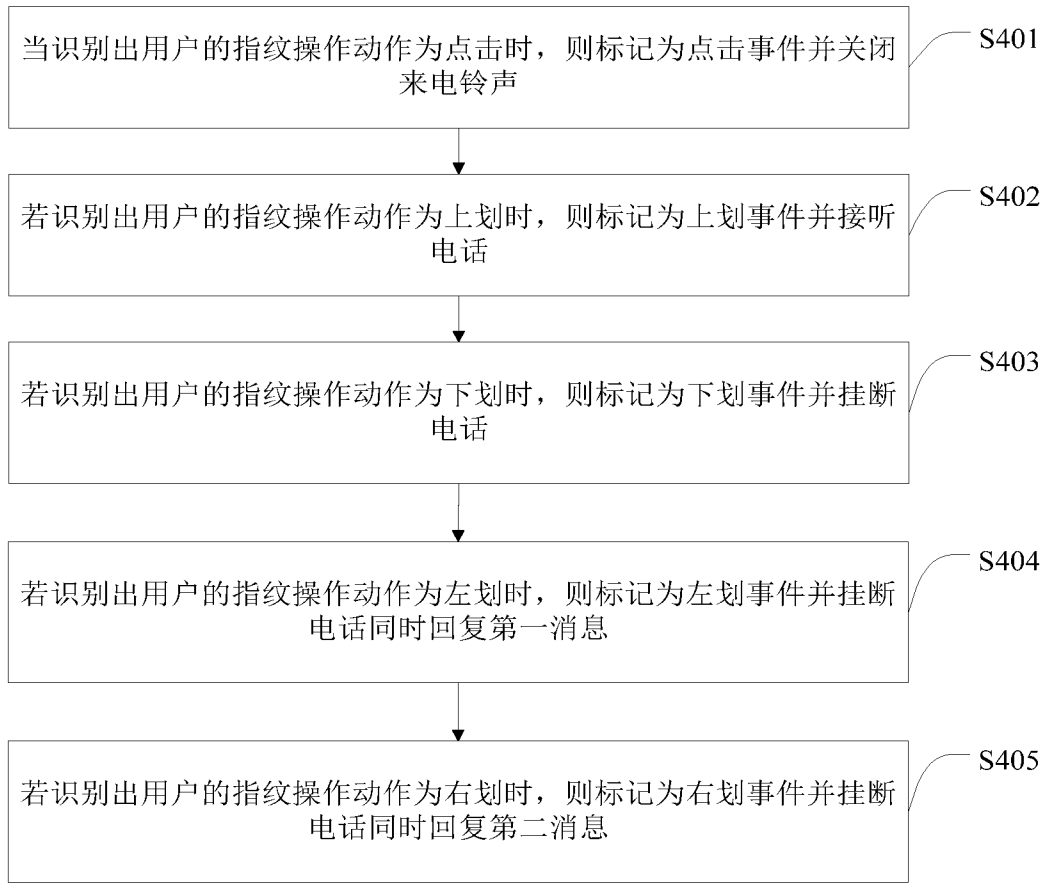 当识别出用户的指纹操作动作为点击时，则标记为点击事件并关闭
来电铃声
S401
若识别出用户的指纹操作动作为上划时，则标记为上划事件并接听
电话
S402
若识别出用户的指纹操作动作为下划时，则标记为下划事件并挂断
电话
S403
若识别出用户的指纹操作动作为左划时，则标记为左划事件并挂断
电话同时回复第一消息
S404
若识别出用户的指纹操作动作为右划时，则标记为右划事件并挂断
电话同时回复第二消息
S405